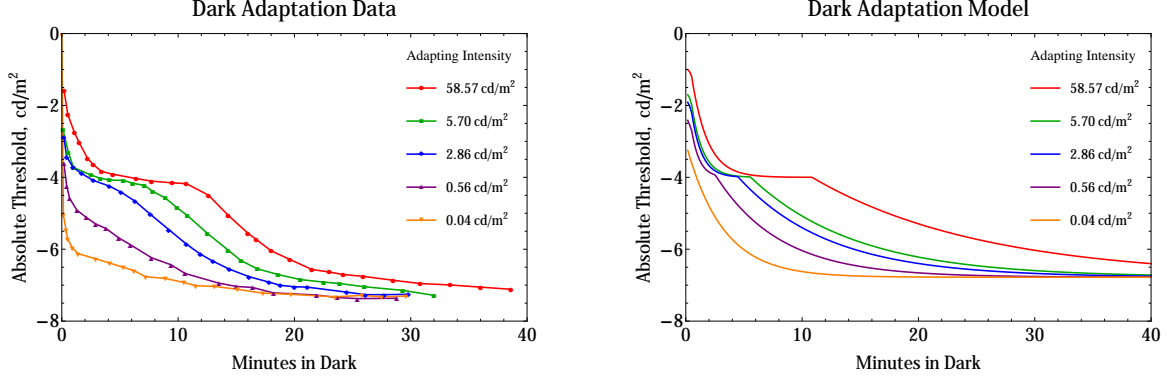 Dark Adaptation Data
Absolute Threshold, cd/m²
0
−2
−4
−6
−8
0
10
20
30
40
Minutes in Dark
Adapting Intensity
58.57 cd/m²
5.70 cd/m²
2.86 cd/m²
0.56 cd/m²
0.04 cd/m²
Dark Adaptation Model
Absolute Threshold, cd/m²
0
−2
−4
−6
−8
0
10
20
30
40
Minutes in Dark
Adapting Intensity
58.57 cd/m²
5.70 cd/m²
2.86 cd/m²
0.56 cd/m²
0.04 cd/m²